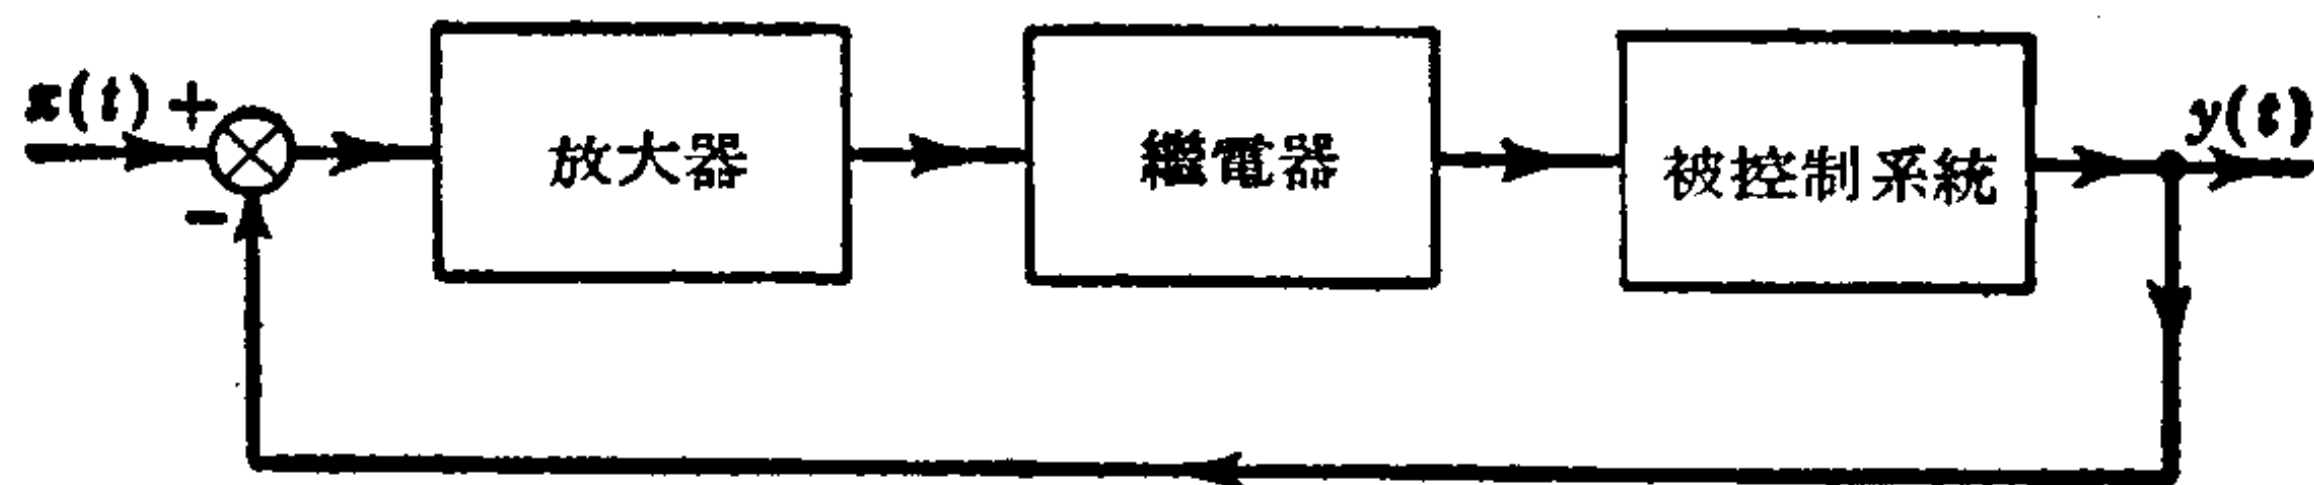 x(t) +
−
放大器
繼電器
被控制系統
y(t)